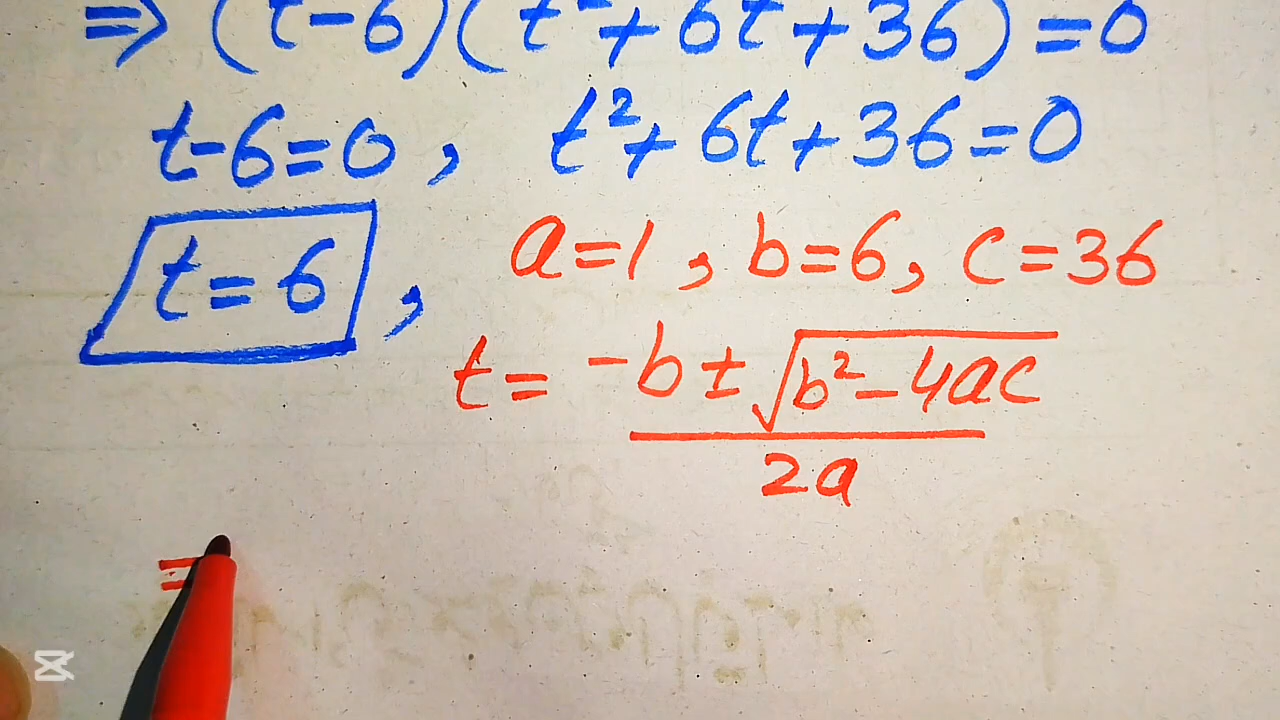 => (t-6)(t²+6t+36)=0
t-6=0, t²+6t+36=0
t=6, a=1, b=6, c=36
t= -b±√b²-4ac
2a
=